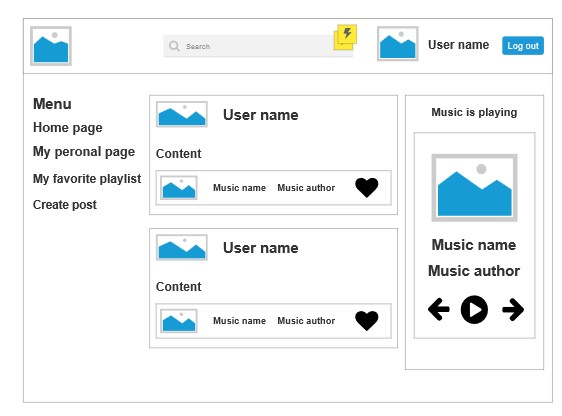 Search
User name
Log out
Menu
Home page
My peronal page
My favorite playlist
Create post
User name
Content
Music name Music author
User name
Content
Music name Music author
Music is playing
Music name
Music author